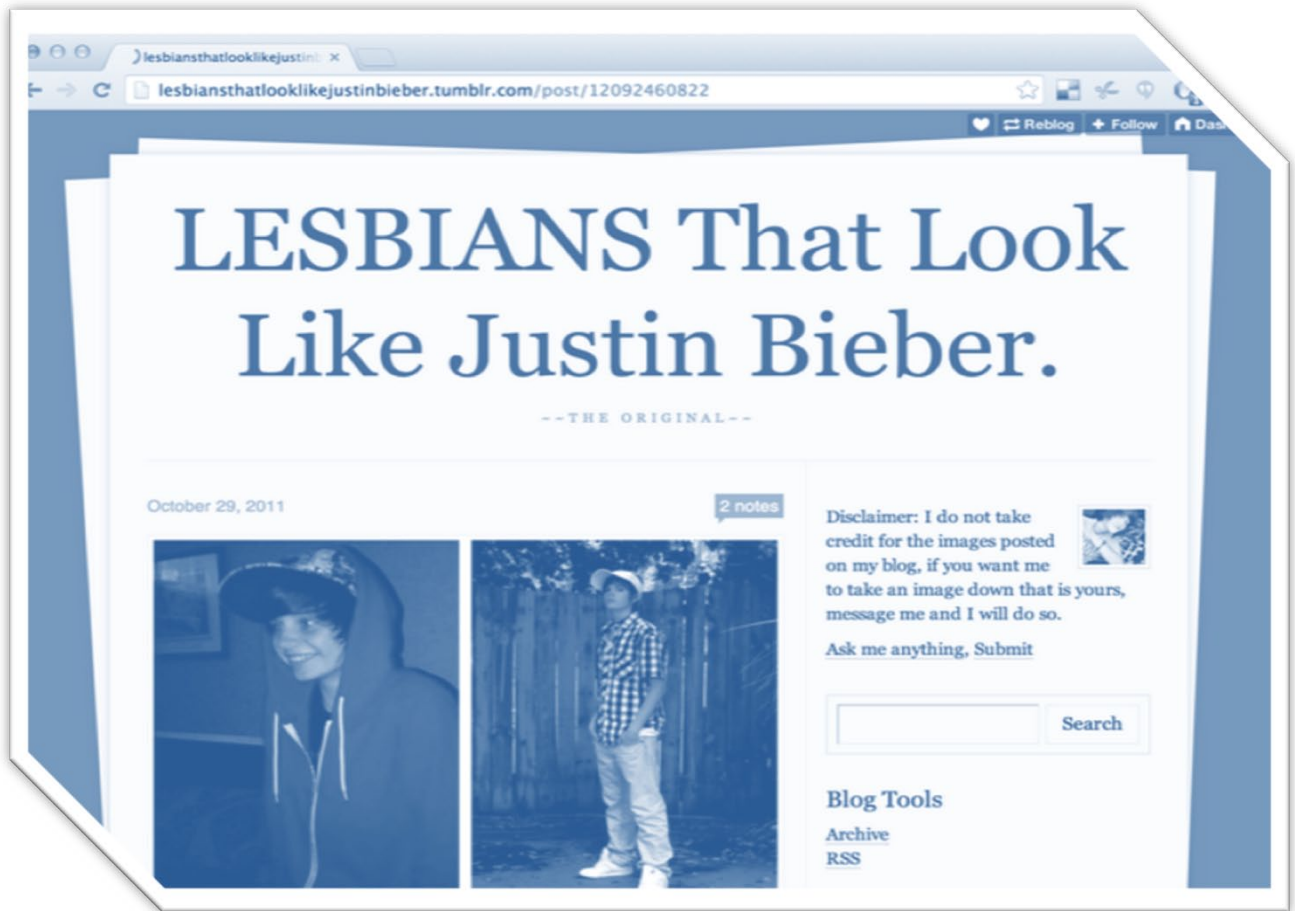 lesbiansthatlooklikejustin
lesbiansthatlooklikejustinbieber.tumblr.com/post/12092460822
Reblog + Follow Das
LESBIANS That Look
Like Justin Bieber.
--THE ORIGINAL--
October 29, 2011
2 notes
Disclaimer: I do not take
credit for the images posted
on my blog, if you want me
to take an image down that is yours,
message me and I will do so.
Ask me anything, Submit
Search
Blog Tools
Archive
RSS